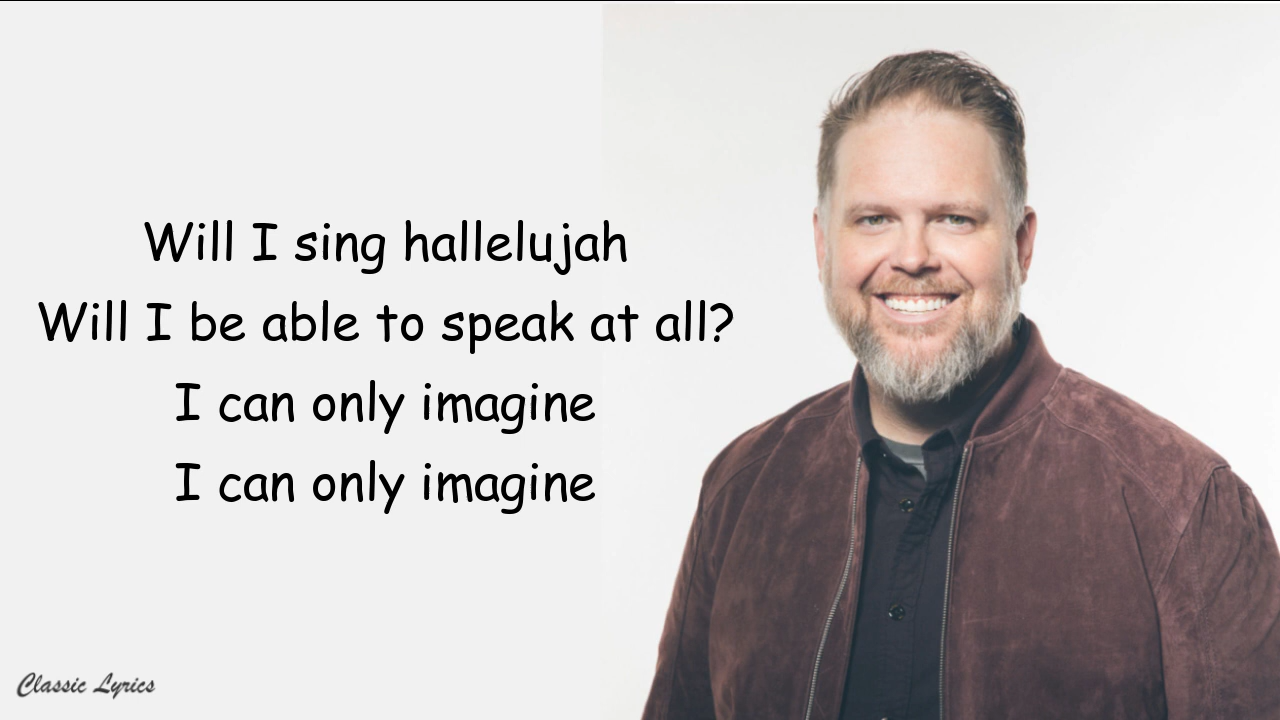 Will I sing hallelujah
Will I be able to speak at all?
I can only imagine
I can only imagine
Classic Lyrics